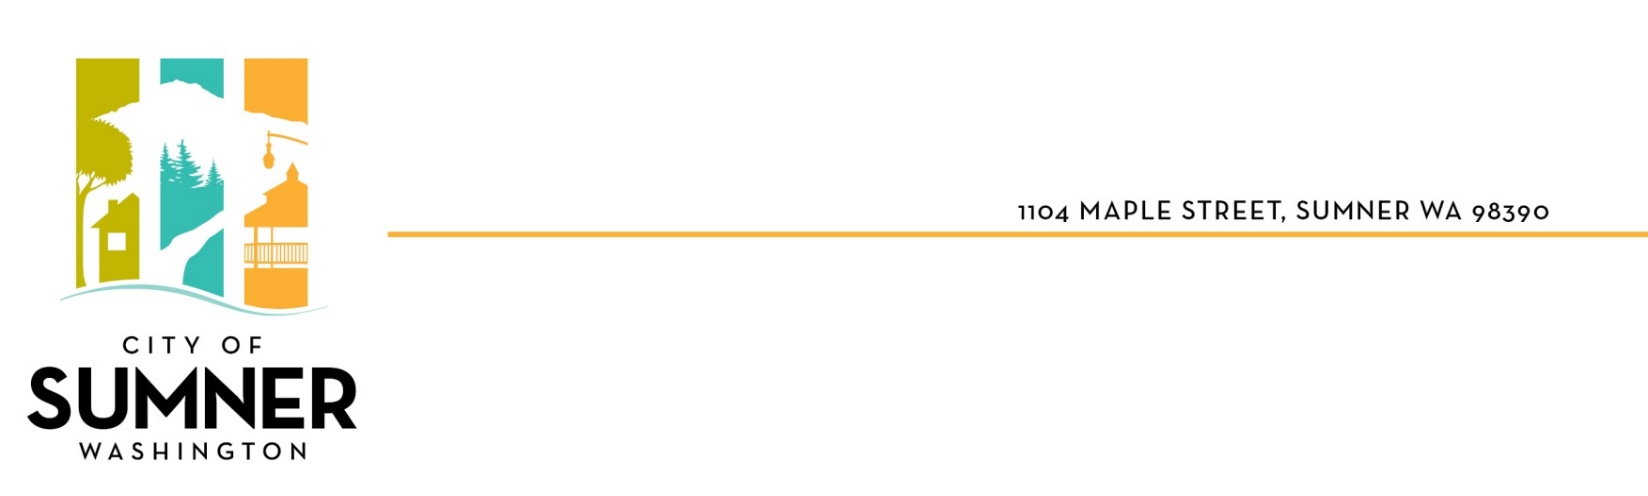 1104 MAPLE STREET, SUMNER WA 98390
CITY OF
SUMNER
WASHINGTON